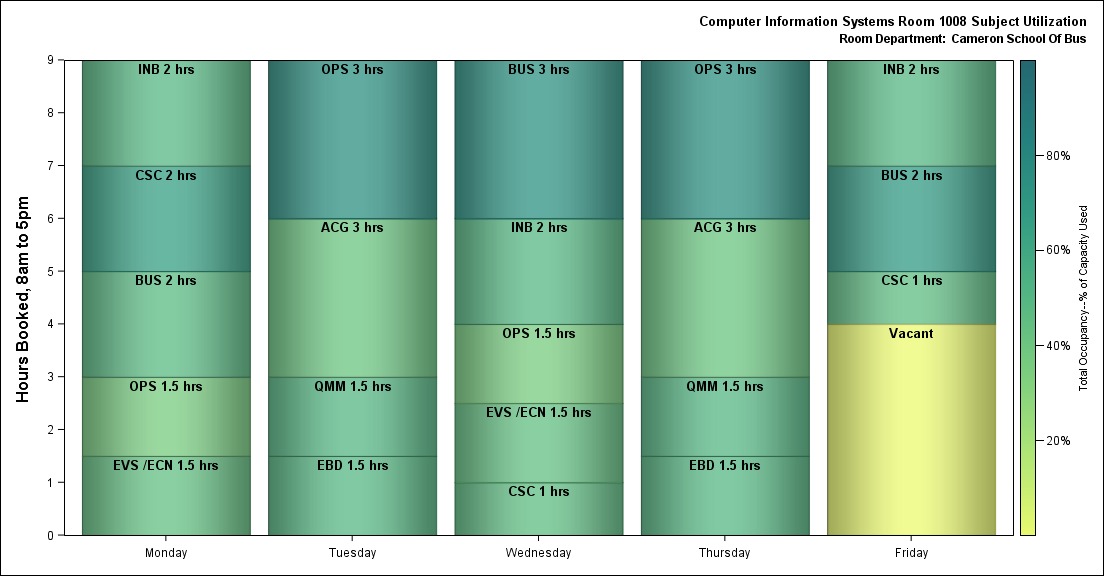 Computer Information Systems Room 1008 Subject Utilization
Room Department: Cameron School Of Bus
Hours Booked, 8am to 5pm
9
8
7
6
5
4
3
2
1
0
INB 2 hrs
CSC 2 hrs
BUS 2 hrs
OPS 1.5 hrs
EVS /ECN 1.5 hrs
Monday
OPS 3 hrs
ACG 3 hrs
QMM 1.5 hrs
EBD 1.5 hrs
Tuesday
BUS 3 hrs
INB 2 hrs
OPS 1.5 hrs
EVS /ECN 1.5 hrs
CSC 1 hrs
Wednesday
OPS 3 hrs
ACG 3 hrs
QMM 1.5 hrs
EBD 1.5 hrs
Thursday
INB 2 hrs
BUS 2 hrs
CSC 1 hrs
Vacant
Friday
80%
60%
40%
20%
Total Occupancy--% of Capacity Used